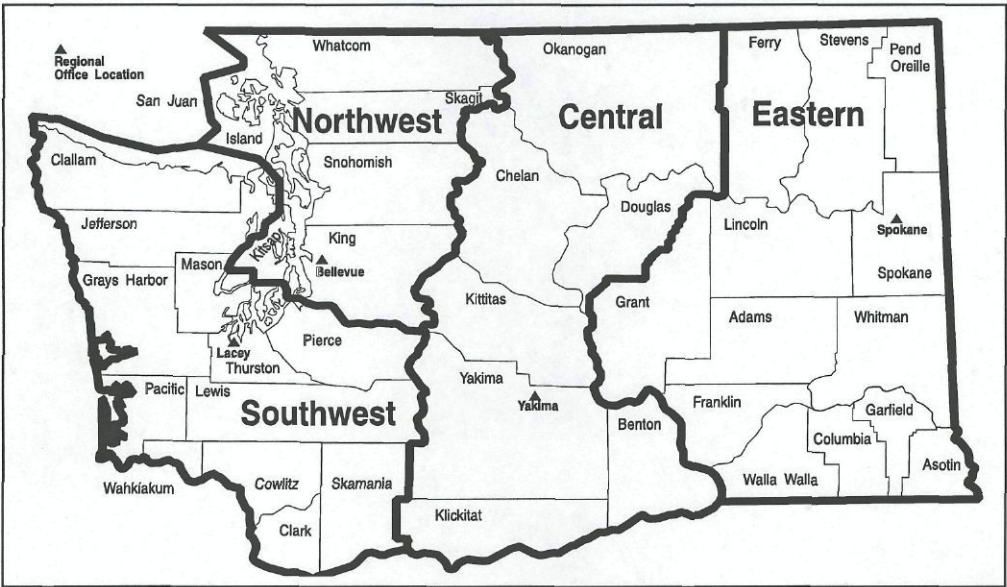 Regional
Office Location
San Juan
Whatcom
Skagit
Island
Northwest
Snohomish
King
Kitsap
Bellevue
Clallam
Jefferson
Mason
Grays Harbor
Lacey
Thurston
Pierce
Pacific
Lewis
Southwest
Wahkiakum
Cowlitz
Skamania
Clark
Okanogan
Central
Chelan
Douglas
Kittitas
Yakima
Yakima
Benton
Klickitat
Ferry
Stevens
Pend
Oreille
Eastern
Lincoln
Spokane
Spokane
Grant
Adams
Whitman
Franklin
Garfield
Columbia
Walla Walla
Asotin